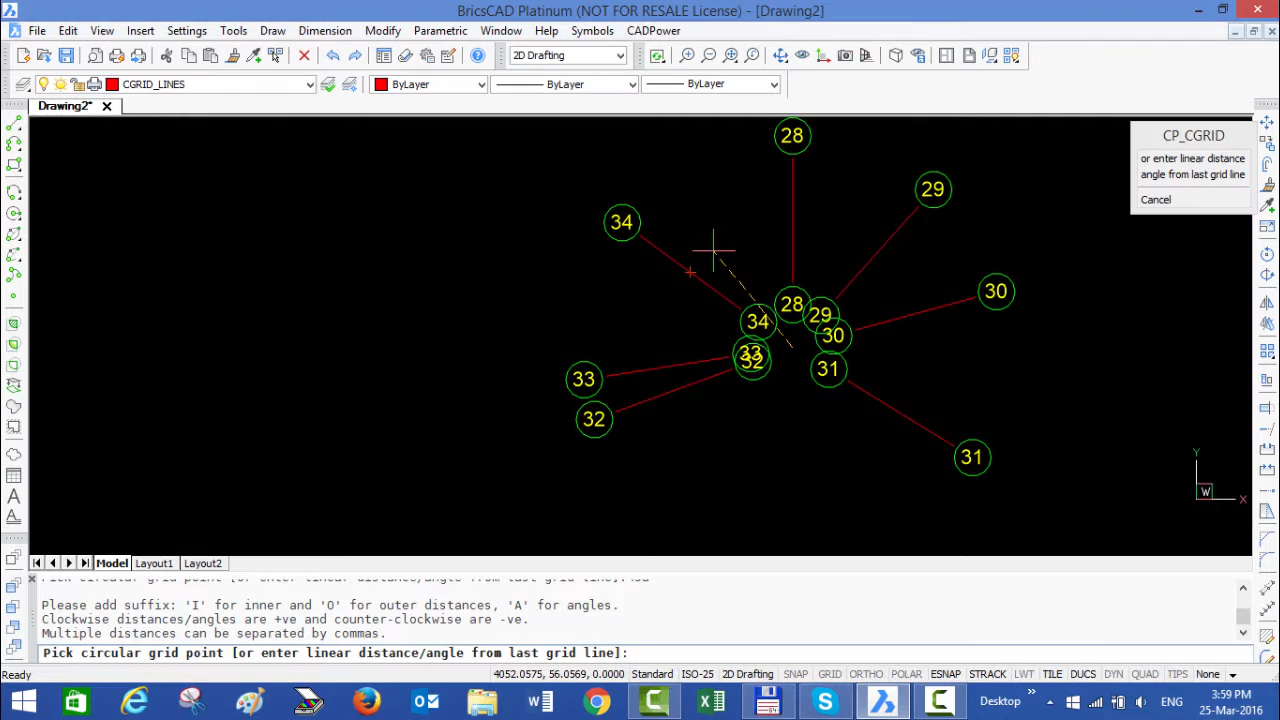 BricsCAD Platinum (NOT FOR RESALE License) - [Drawing2]
File Edit View Insert Settings Tools Draw Dimension Modify Parametric Window Help Symbols CADPower
2D Drafting
CGRID_LINES ByLayer ByLayer ByLayer
Drawing2*
CP_CGRID
or enter linear distance
angle from last grid line
Cancel
28
29
34
30
28
29
34
30
33
32
31
33
32
31
Y
W
X
Model Layout1 Layout2
Please add suffix: 'I' for inner and 'O' for outer distances, 'A' for angles.
Clockwise distances/angles are +ve and counter-clockwise are -ve.
Multiple distances can be separated by commas.
Pick circular grid point [or enter linear distance/angle from last grid line]:
Ready 4052.0575, 56.0569, 0.0000 Standard ISO-25 2D Drafting SNAP GRID ORTHO POLAR ESNAP STRACK LWT TILE DUCS DYN QUAD TIPS None
Desktop ENG 3:59 PM
25-Mar-2016